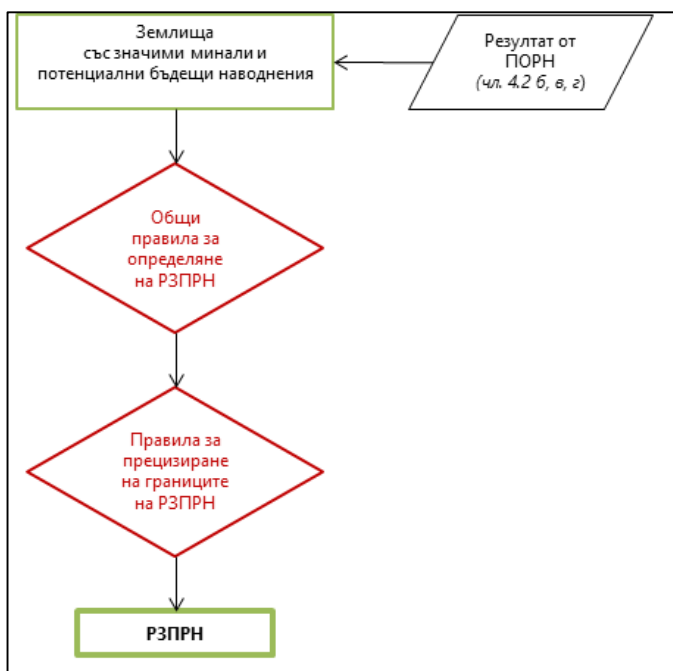 Землища
със значими минали и
потенциални бъдещи наводнения
Резултат от
ПОРН
(чл. 4.2 б, в, г)
Общи
правила за
определяне
на РЗПРН
Правила за
прецизиране
на границите
на РЗПРН
РЗПРН